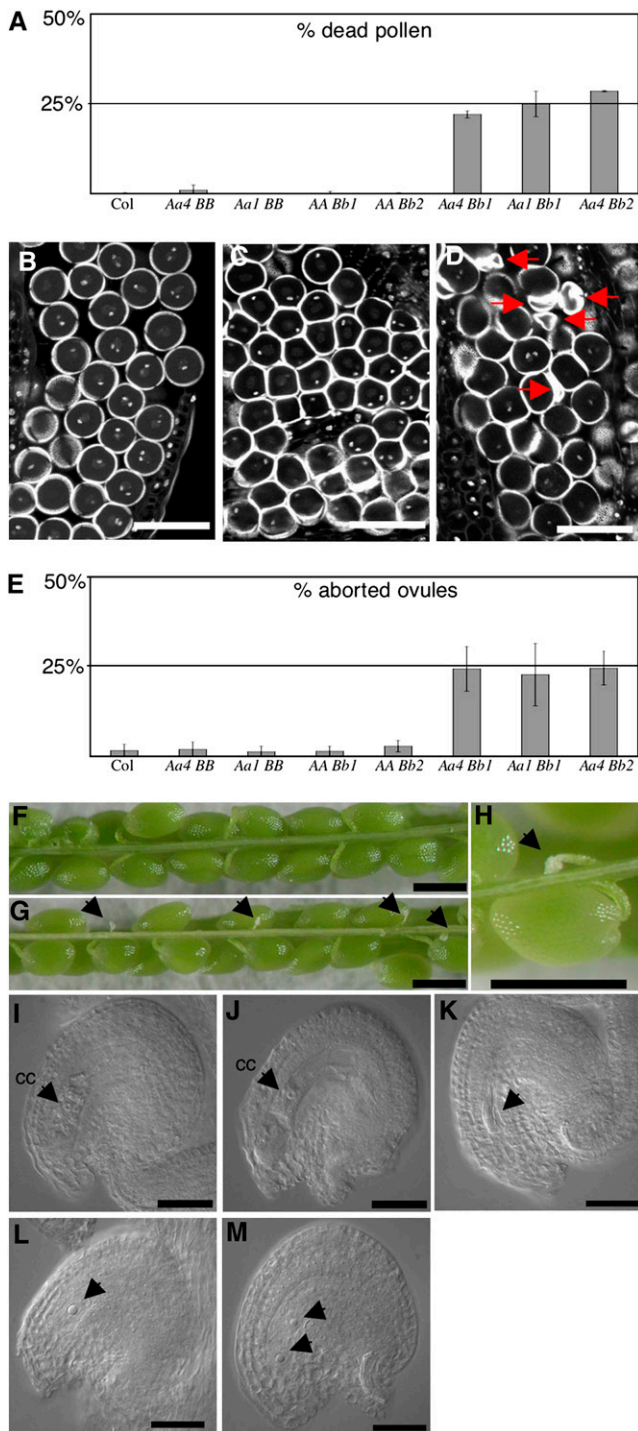 A
50%
% dead pollen
25%
Col Aa4 BB Aa1 BB AA Bb1 AA Bb2 Aa4 Bb1 Aa1 Bb1 Aa4 Bb2
B C D
E
50%
% aborted ovules
25%
Col Aa4 BB Aa1 BB AA Bb1 AA Bb2 Aa4 Bb1 Aa1 Bb1 Aa4 Bb2
F
H
G
I J K
cc cc
L M